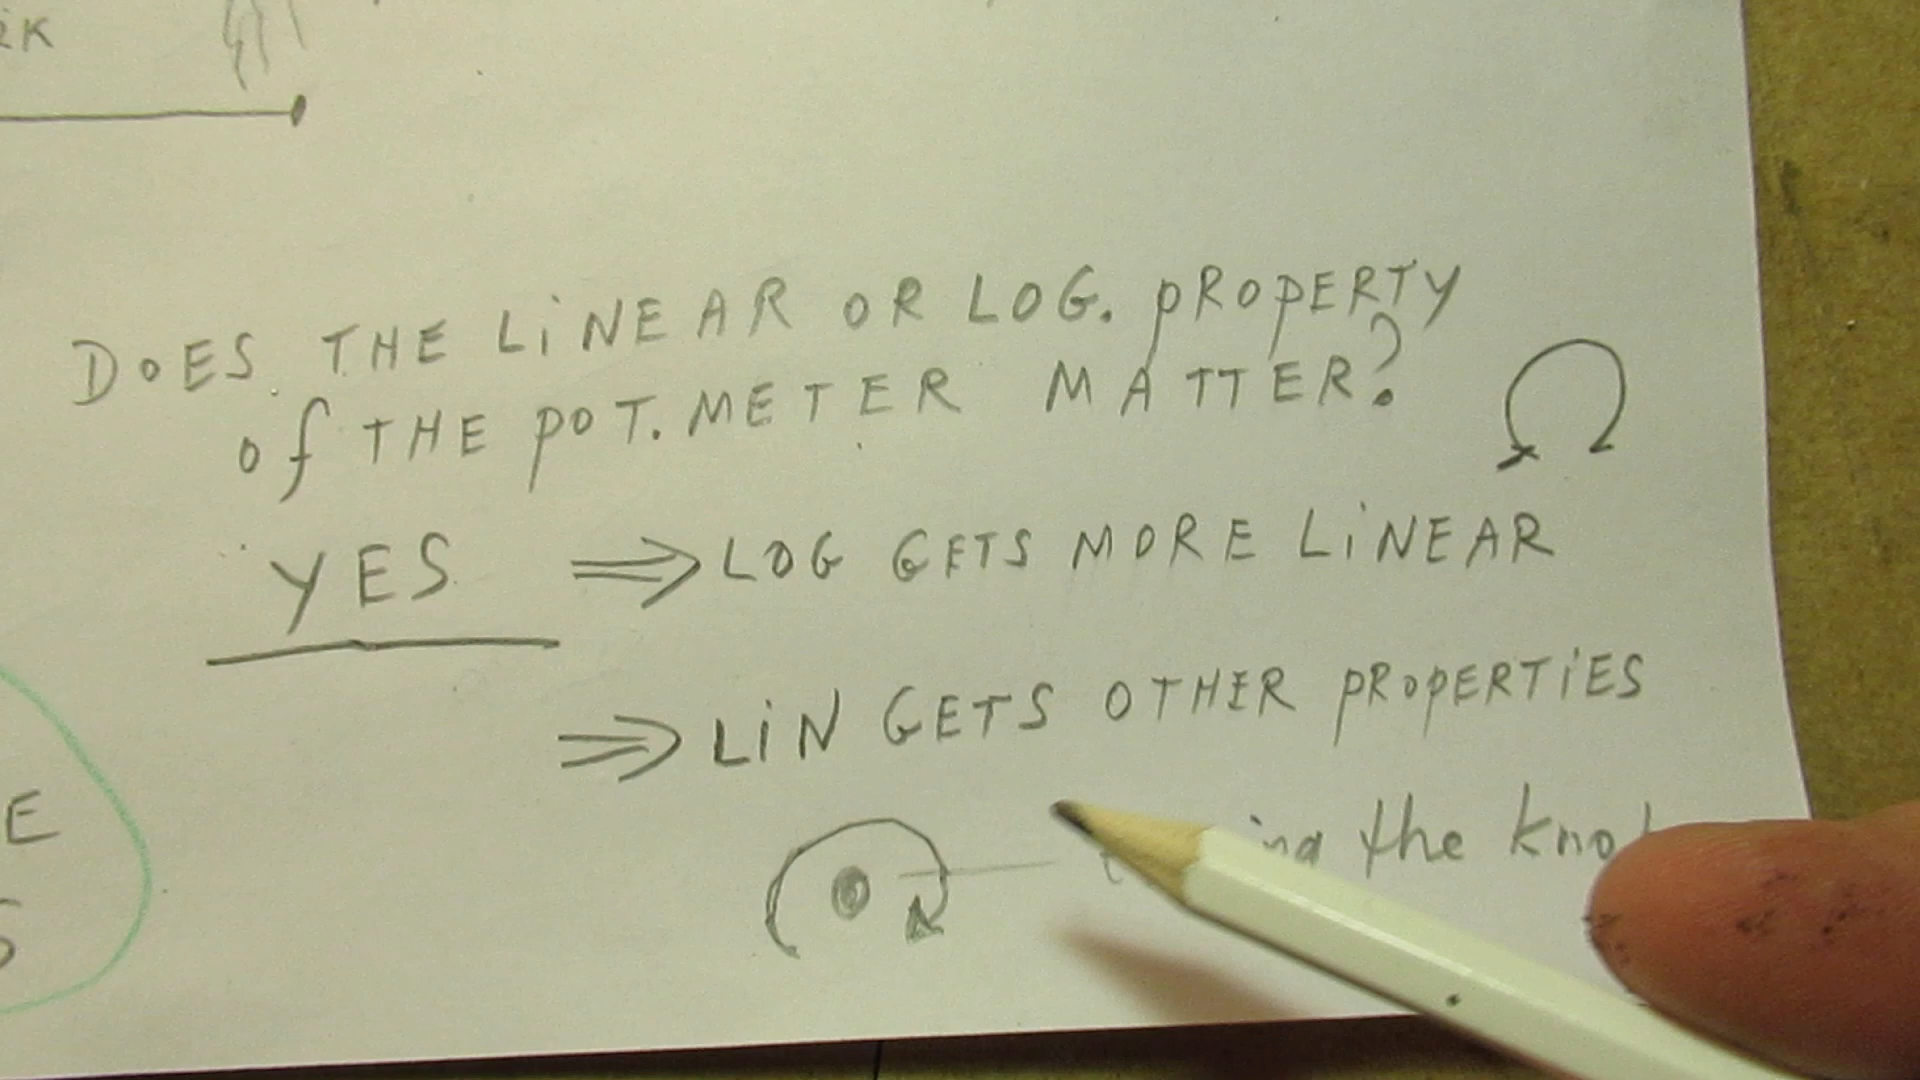 DOES THE LiNEAR OR LOG. PROPERTY
of THE POT.METER MATTER?
YES ⇒ LOG GETS MORE LiNEAR
⇒ LiN GETS OTHER PROPERTiES
the
E